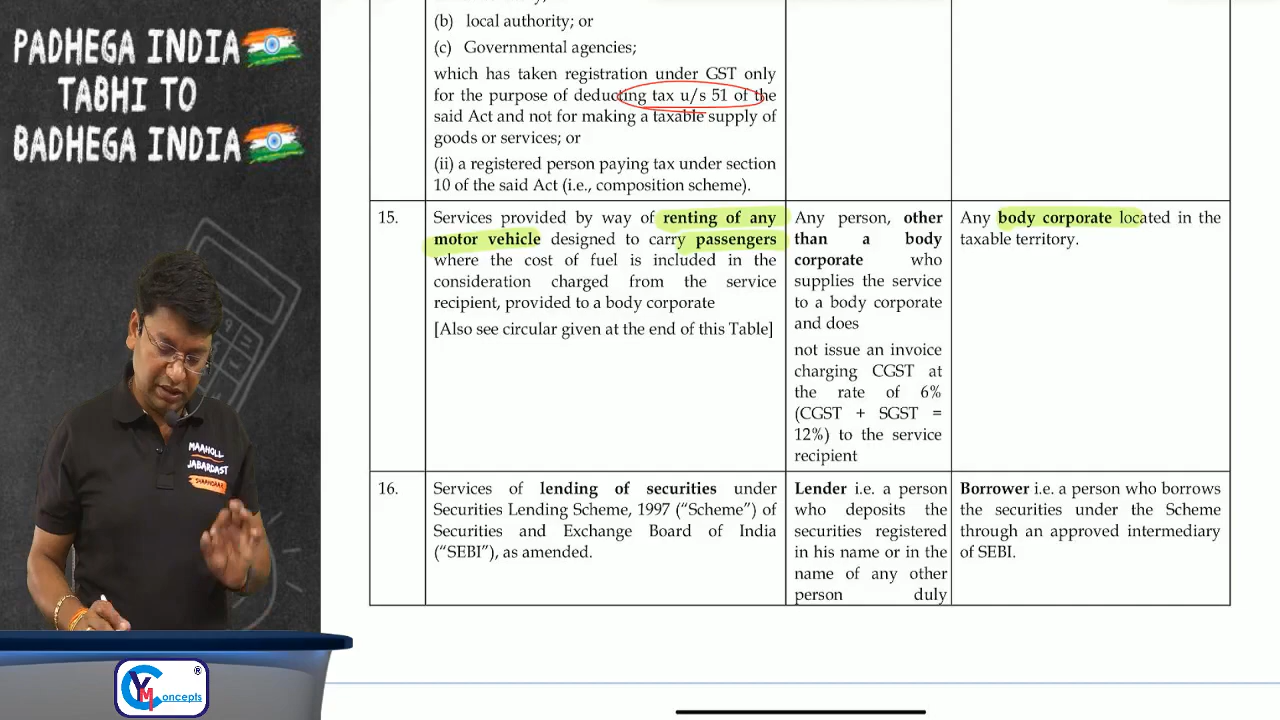 PADHEGA INDIA
TABHI TO
BADHEGA INDIA
MAAHOLL
JABARDAST
SHAANDAAR
YM Concepts ®
(b) local authority; or
(c) Governmental agencies;
which has taken registration under GST only
for the purpose of deducting tax u/s 51 of the
said Act and not for making a taxable supply of
goods or services; or
(ii) a registered person paying tax under section
10 of the said Act (i.e., composition scheme).
15.
Services provided by way of renting of any
motor vehicle designed to carry passengers
where the cost of fuel is included in the
consideration charged from the service
recipient, provided to a body corporate
[Also see circular given at the end of this Table]
Any person, other
than a body
corporate who
supplies the service
to a body corporate
and does
not issue an invoice
charging CGST at
the rate of 6%
(CGST + SGST =
12%) to the service
recipient
Any body corporate located in the
taxable territory.
16.
Services of lending of securities under
Securities Lending Scheme, 1997 (“Scheme”) of
Securities and Exchange Board of India
(“SEBI”), as amended.
Lender i.e. a person
who deposits the
securities registered
in his name or in the
name of any other
person duly
Borrower i.e. a person who borrows
the securities under the Scheme
through an approved intermediary
of SEBI.